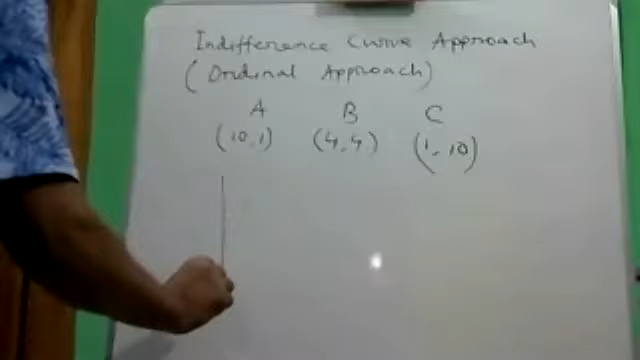 Indifference Curve Approach
(Ordinal Approach)
A B C
(10,1) (4,4) (1,10)